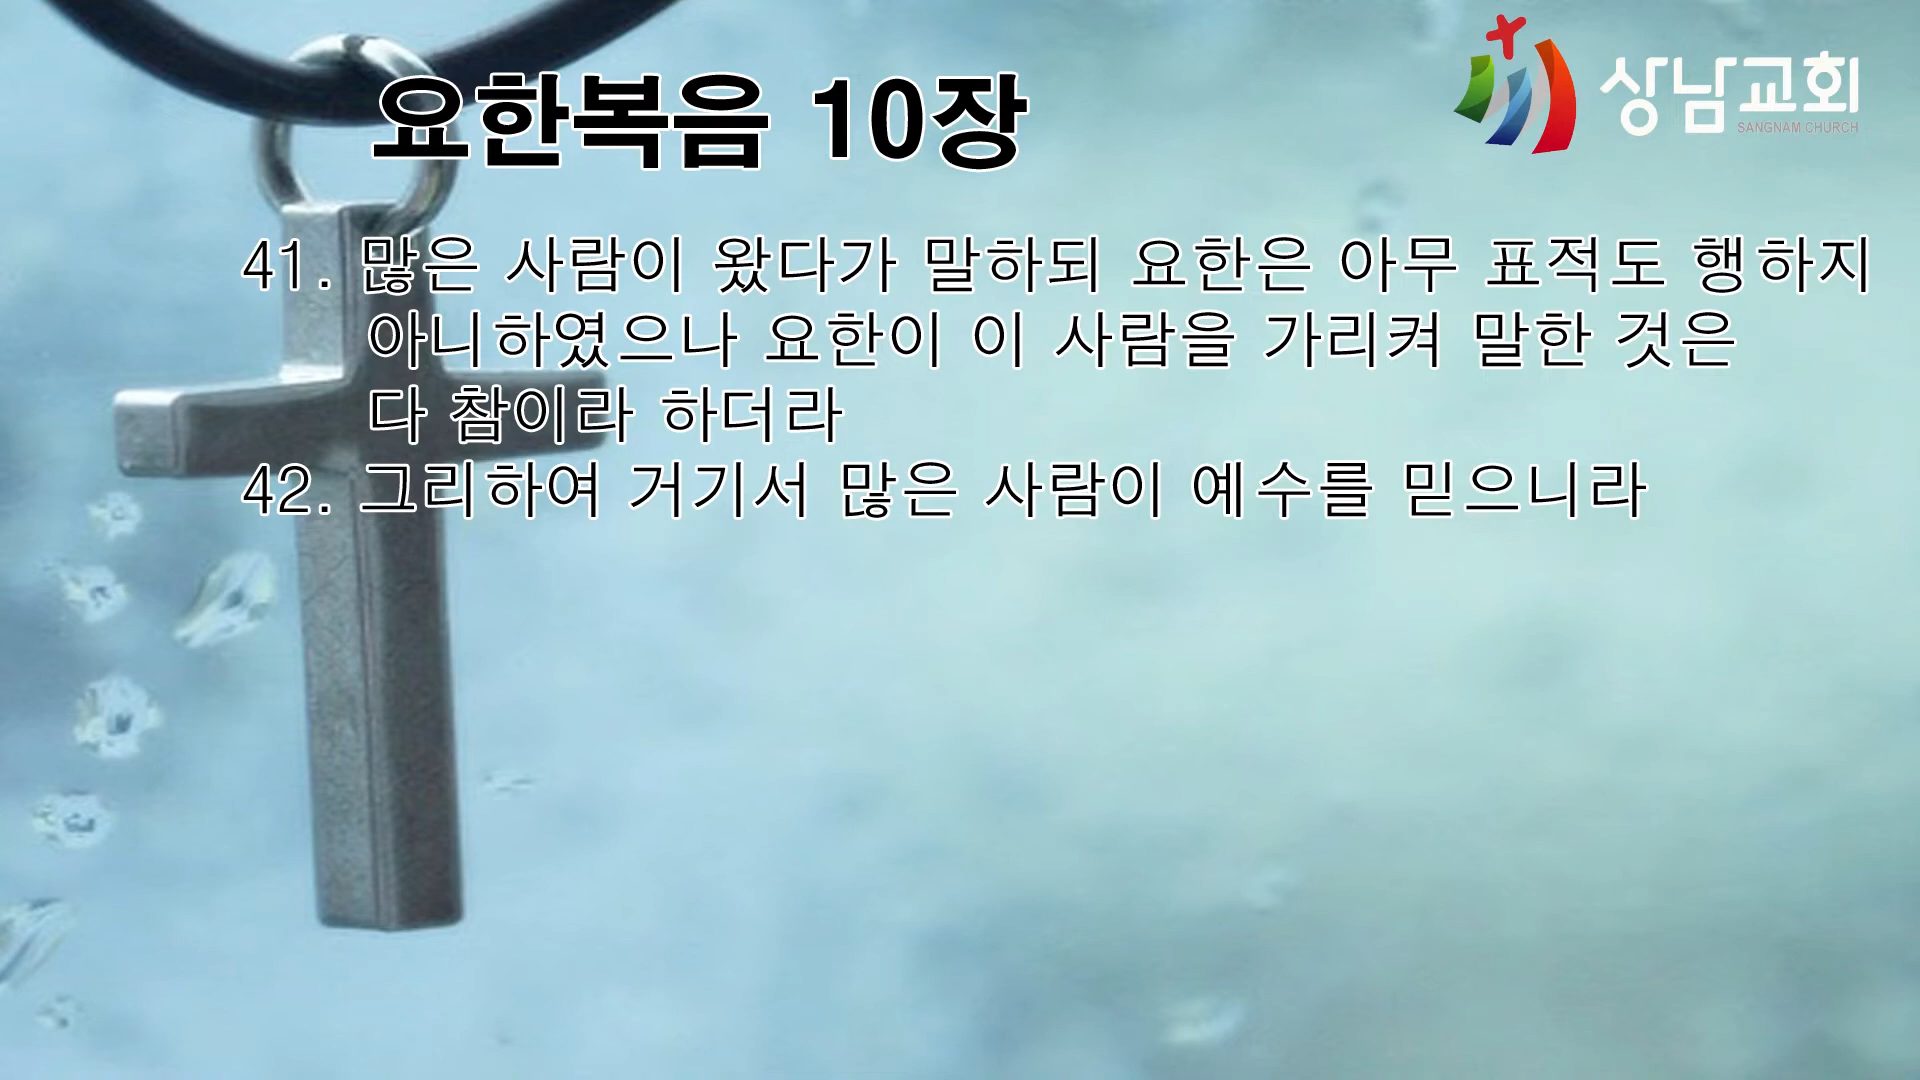 요한복음 10장
상남교회
SANGNAM CHURCH
41. 많은 사람이 왔다가 말하되 요한은 아무 표적도 행하지
아니하였으나 요한이 이 사람을 가리켜 말한 것은
다 참이라 하더라
42. 그리하여 거기서 많은 사람이 예수를 믿으니라